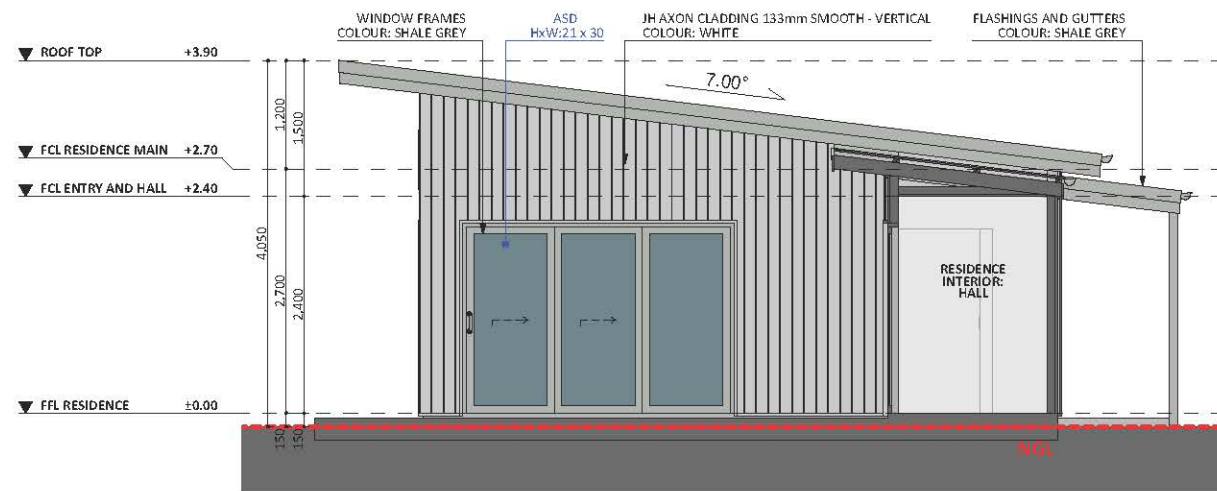 WINDOW FRAMES
COLOUR: SHALE GREY
ASD
HxW:21 x 30
JH AXON CLADDING 133mm SMOOTH - VERTICAL
COLOUR: WHITE
FLASHINGS AND GUTTERS
COLOUR: SHALE GREY
ROOF TOP +3.90
7.00°
1,200
1,500
FCL RESIDENCE MAIN +2.70
FCL ENTRY AND HALL +2.40
4,050
2,700
2,400
RESIDENCE
INTERIOR:
HALL
FFL RESIDENCE ±0.00
150
150
NGL